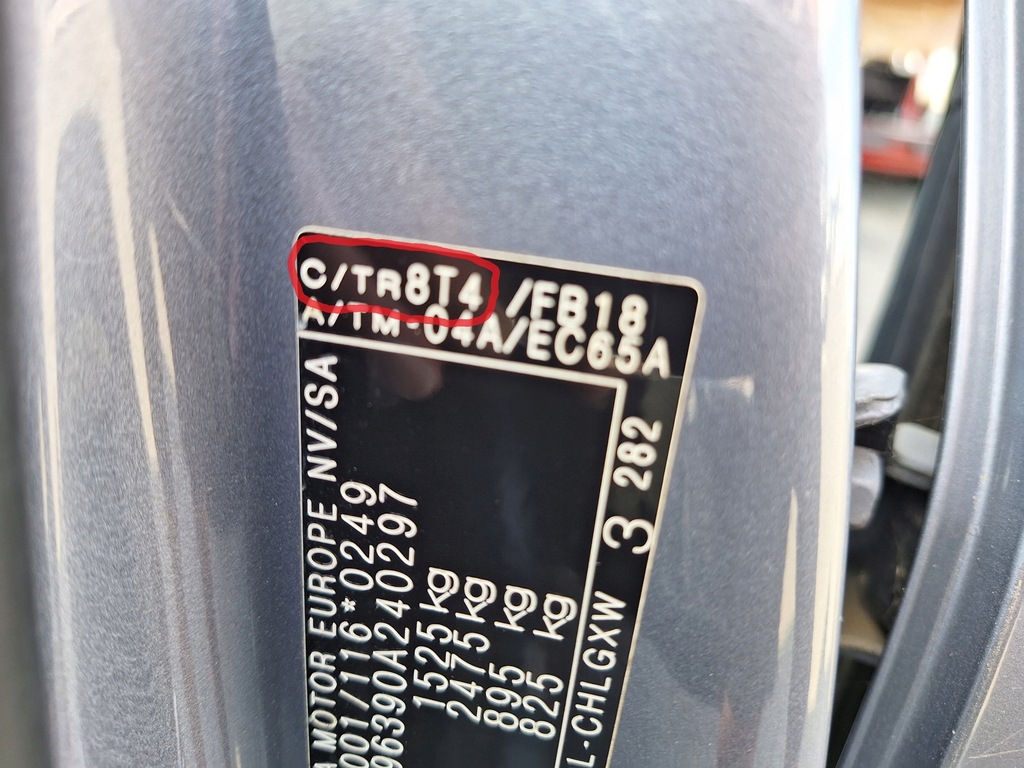 C/TR8T4 /FB18
A/TM-04A/EC65A
A MOTOR EUROPE NV/SA
001/116*0249
96390A240297
1525 kg
2475 kg
895 kg
825 kg
L-CHLGXW 3 282